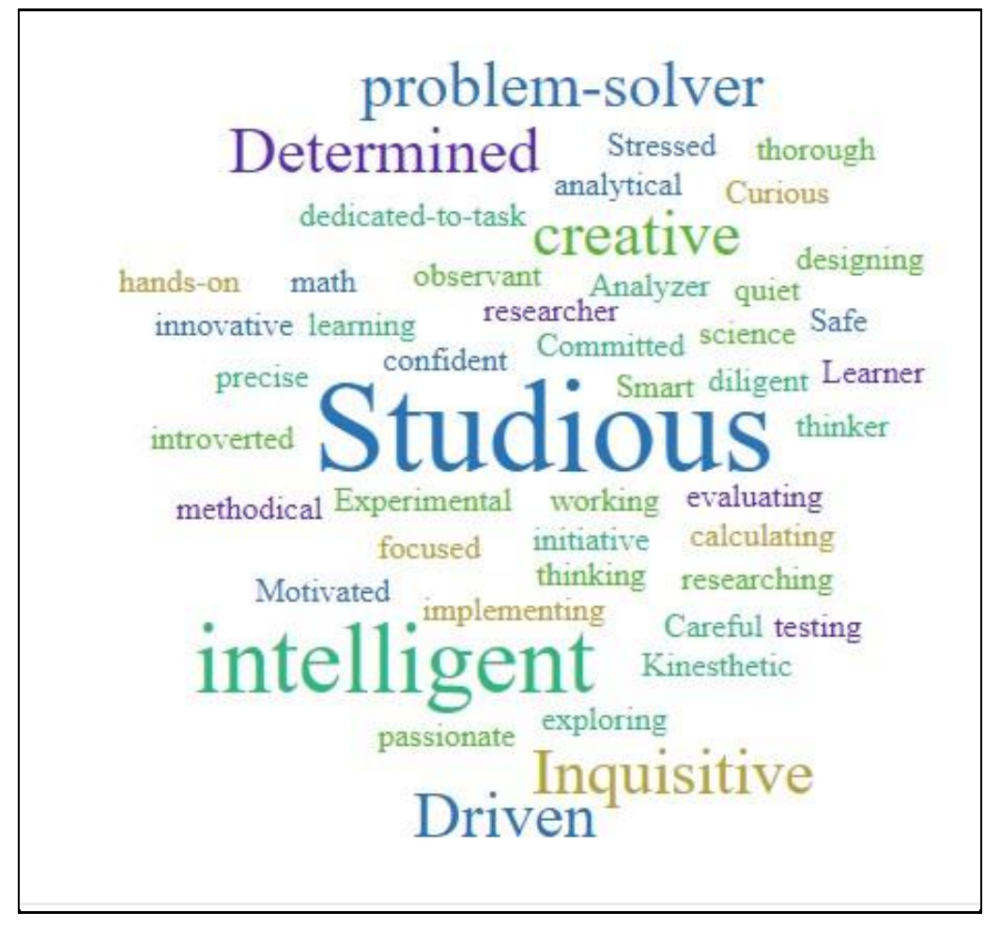 problem-solver
Determined Stressed thorough
analytical Curious
dedicated-to-task creative
designing
hands-on math observant Analyzer quiet
researcher
innovative learning Committed science Safe
confident
precise Smart diligent Learner
introverted Studious thinker
methodical Experimental working evaluating
focused initiative calculating
thinking researching
Motivated implementing
Careful testing
intelligent Kinesthetic
passionate exploring
Inquisitive
Driven